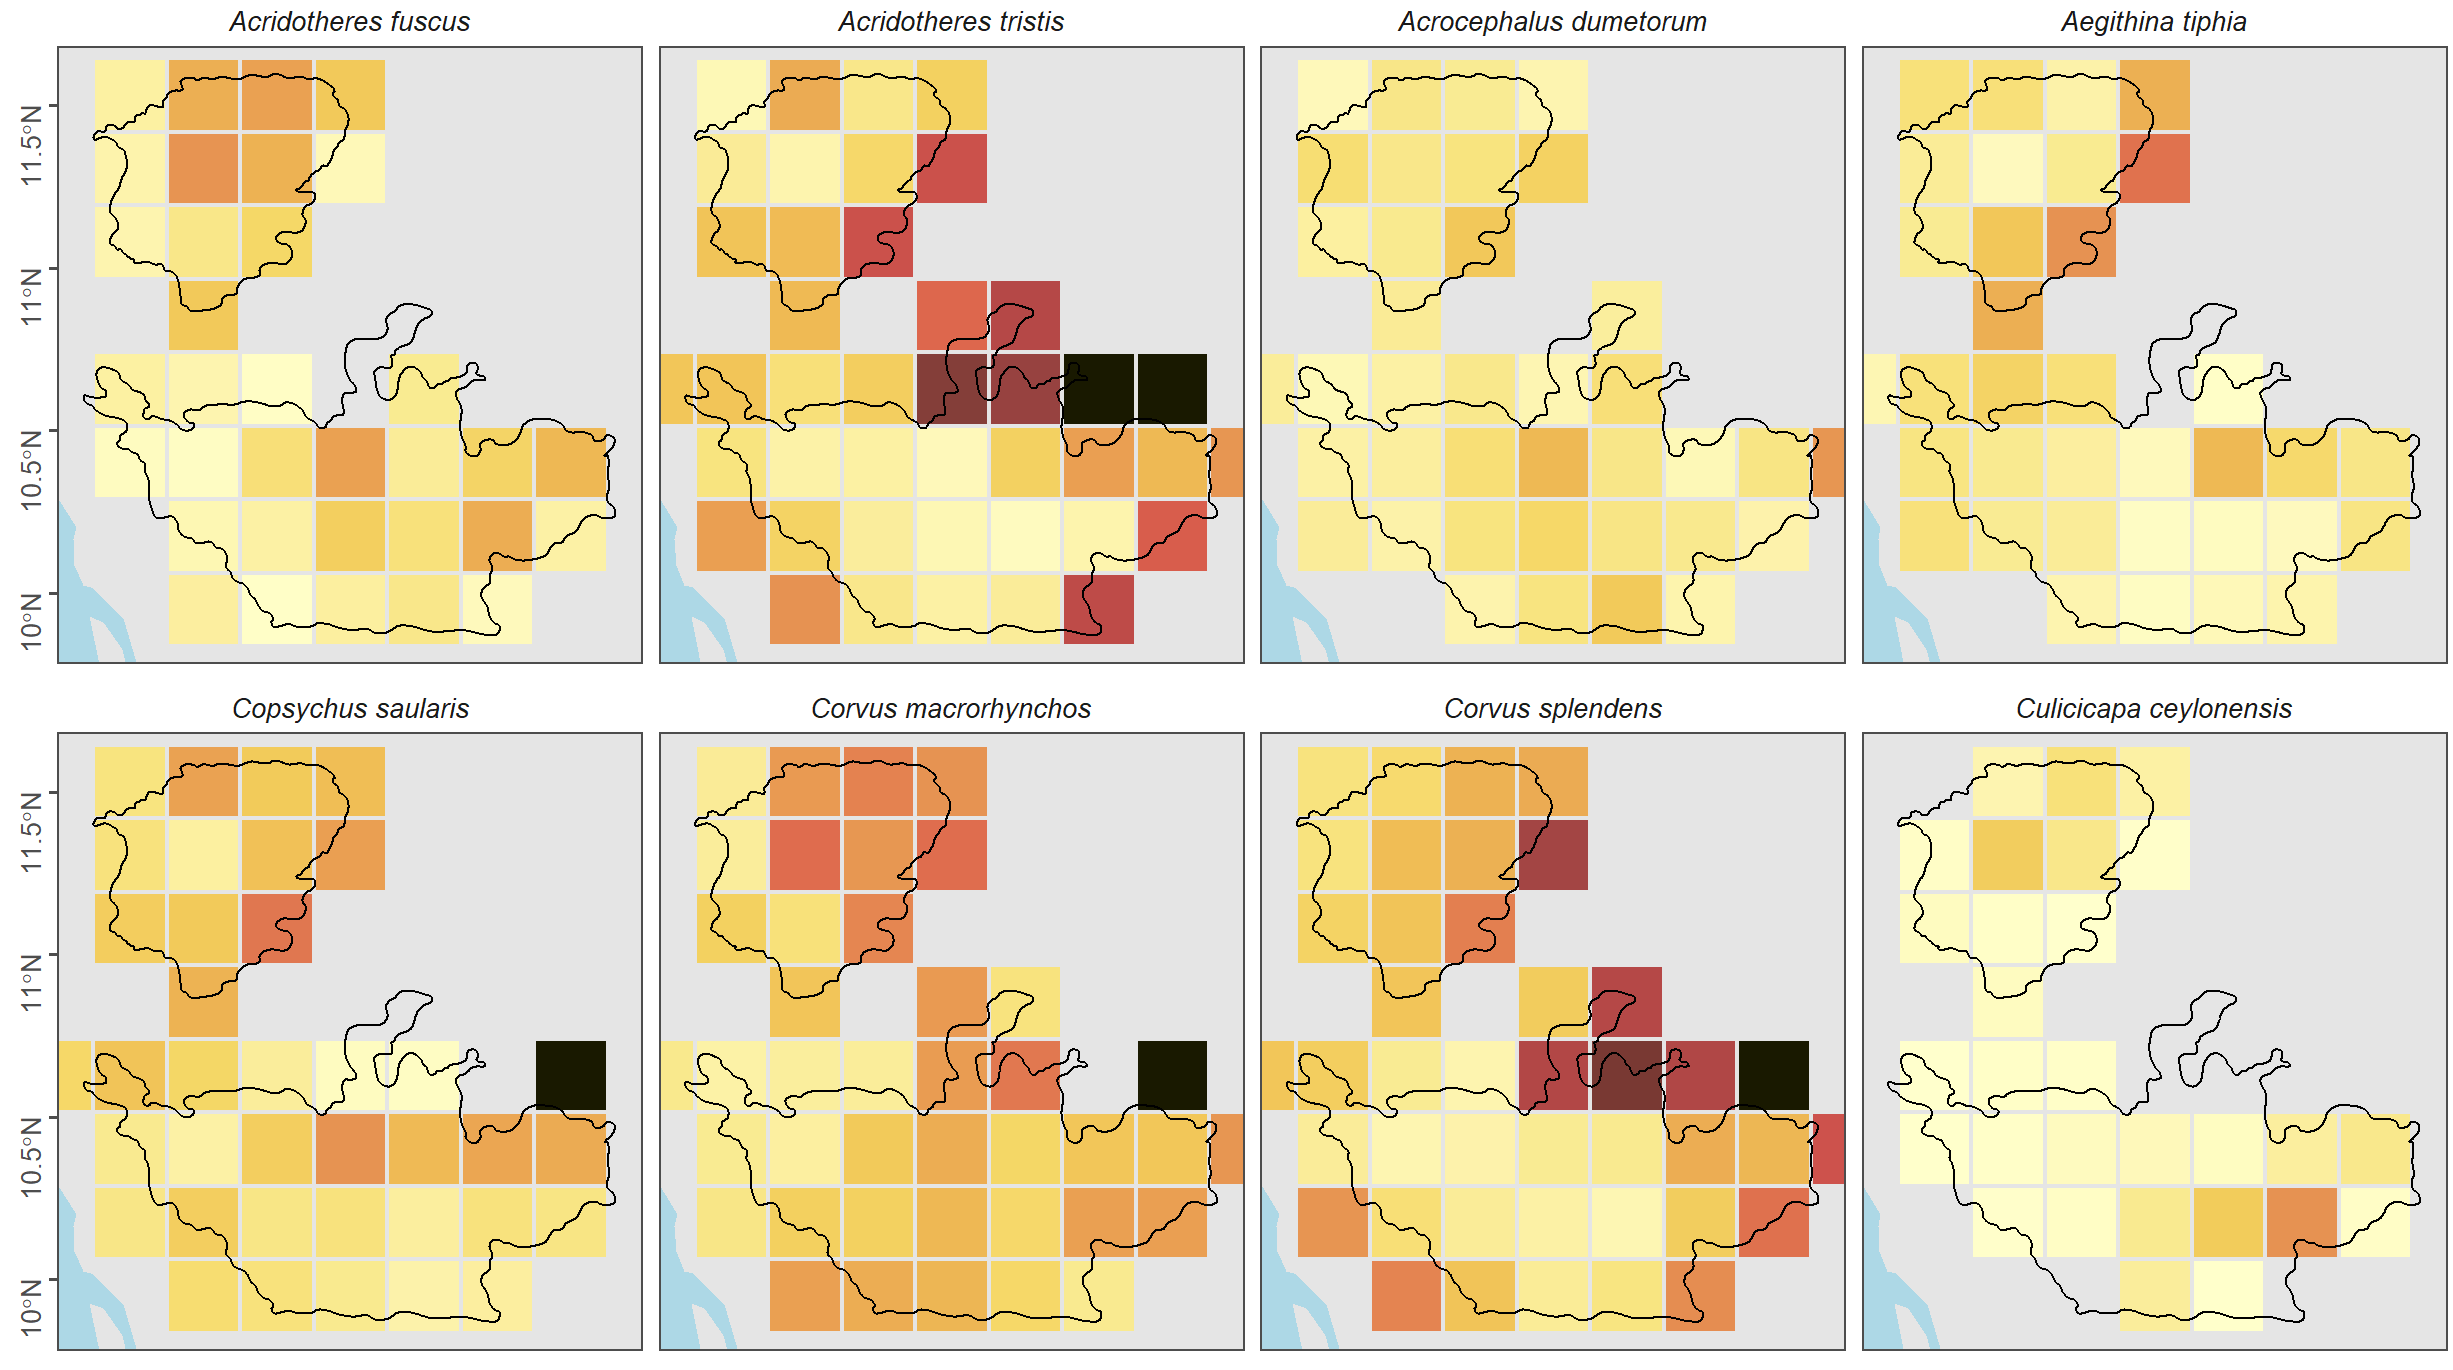 Acridotheres fuscus
Acridotheres tristis
Acrocephalus dumetorum
Aegithina tiphia
11.5°N
11°N
10.5°N
10°N
Copsychus saularis
Corvus macrorhynchos
Corvus splendens
Culicicapa ceylonensis
11.5°N
11°N
10.5°N
10°N